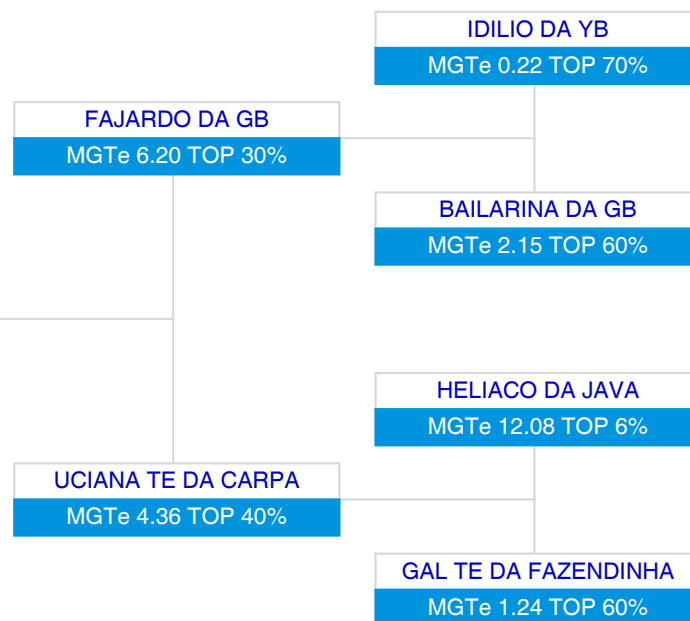 IDILIO DA YB
MGTe 0.22 TOP 70%
FAJARDO DA GB
MGTe 6.20 TOP 30%
BAILARINA DA GB
MGTe 2.15 TOP 60%
HELIACO DA JAVA
MGTe 12.08 TOP 6%
UCIANA TE DA CARPA
MGTe 4.36 TOP 40%
GAL TE DA FAZENDINHA
MGTe 1.24 TOP 60%